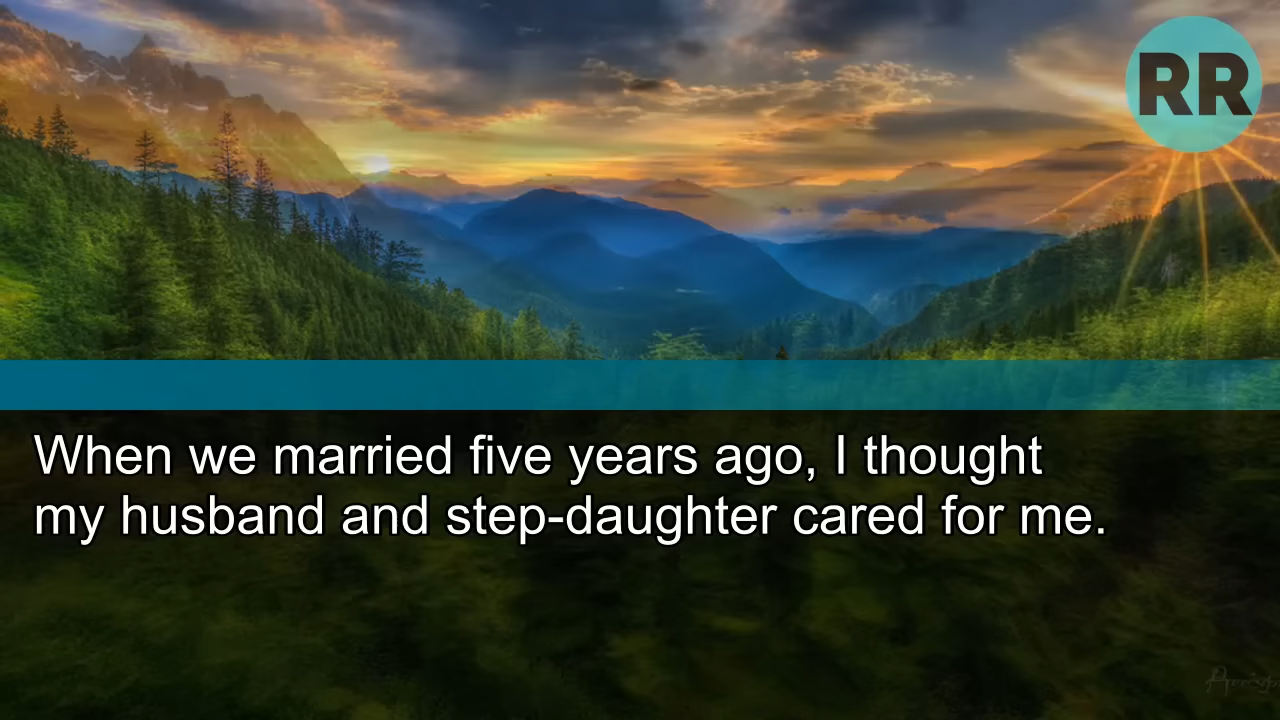 RR
When we married five years ago, I thought
my husband and step-daughter cared for me.